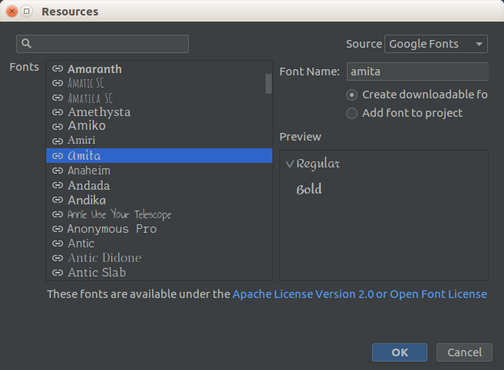 Resources
Source Google Fonts
Fonts
Amaranth
Amatic SC
Amatica SC
Amethysta
Amiko
Amiri
Amita
Anaheim
Andada
Andika
Annie Use Your Telescope
Anonymous Pro
Antic
Antic Didone
Antic Slab
Font Name: amita
Create downloadable fo
Add font to project
Preview
Regular
Bold
These fonts are available under the Apache License Version 2.0 or Open Font License
OK Cancel